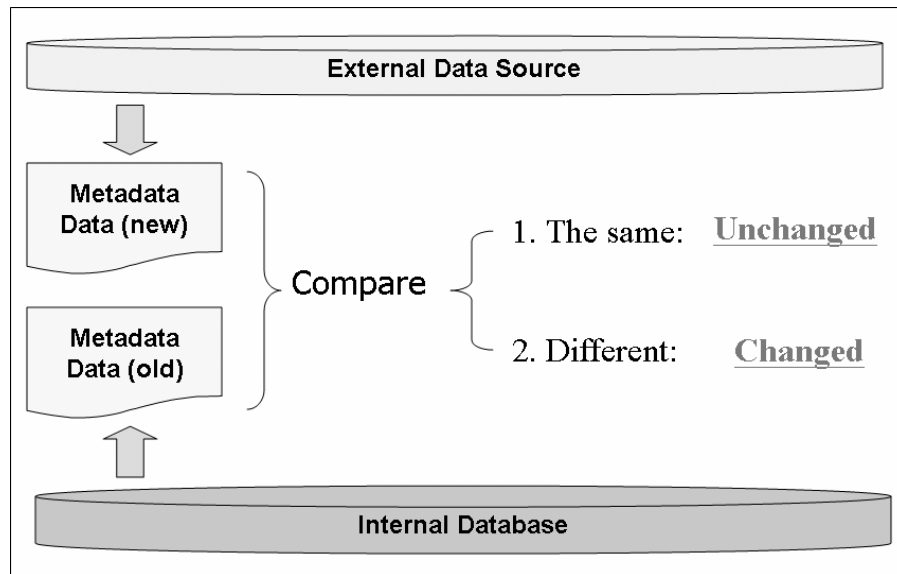 External Data Source
Metadata
Data (new)
Metadata
Data (old)
Compare
1. The same: Unchanged
2. Different: Changed
Internal Database